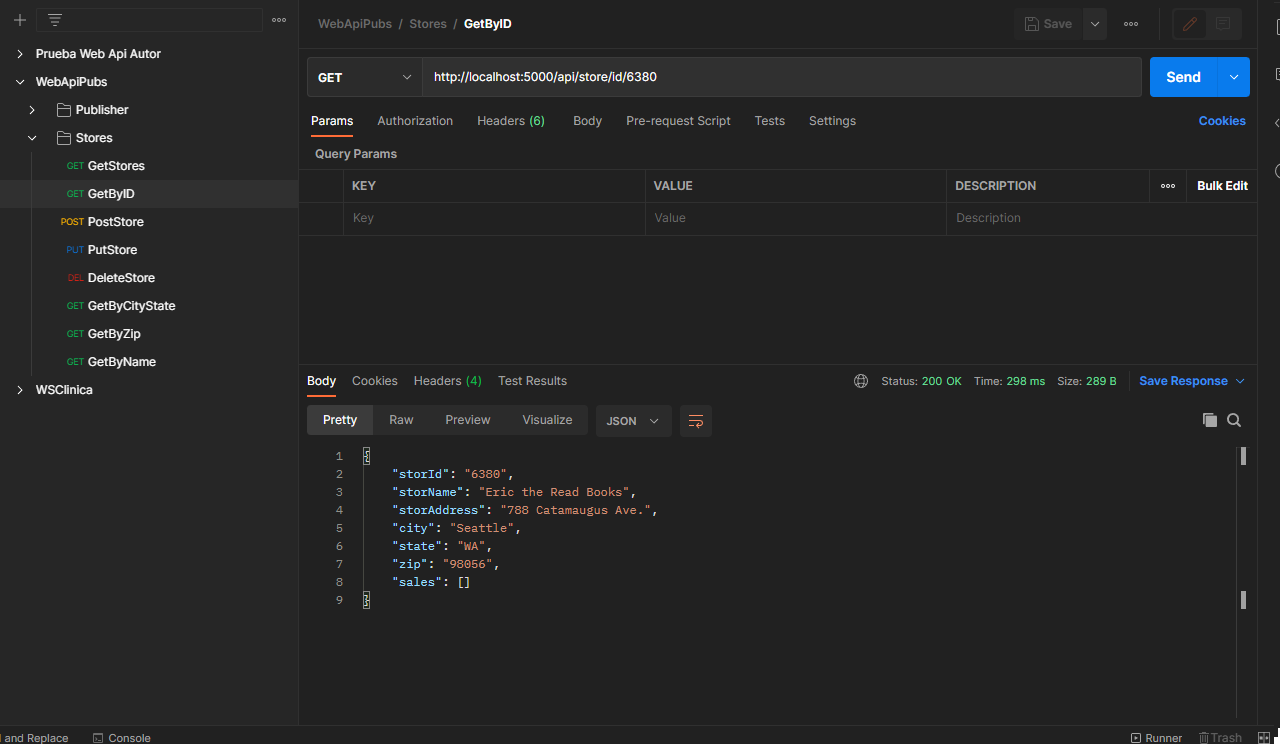 WebApiPubs / Stores / GetByID
Save
Prueba Web Api Autor
WebApiPubs
Publisher
Stores
GET GetStores
GET GetByID
POST PostStore
PUT PutStore
DEL DeleteStore
GET GetByCityState
GET GetByZip
GET GetByName
WSClinica
GET http://localhost:5000/api/store/id/6380 Send
Params Authorization Headers (6) Body Pre-request Script Tests Settings Cookies
Query Params
KEY VALUE DESCRIPTION Bulk Edit
Key Value Description
Body Cookies Headers (4) Test Results Status: 200 OK Time: 298 ms Size: 289 B Save Response
Pretty Raw Preview Visualize JSON
1 {
2 "storId": "6380",
3 "storName": "Eric the Read Books",
4 "storAddress": "788 Catamaugus Ave.",
5 "city": "Seattle",
6 "state": "WA",
7 "zip": "98056",
8 "sales": []
9 }
and Replace Console Runner Trash